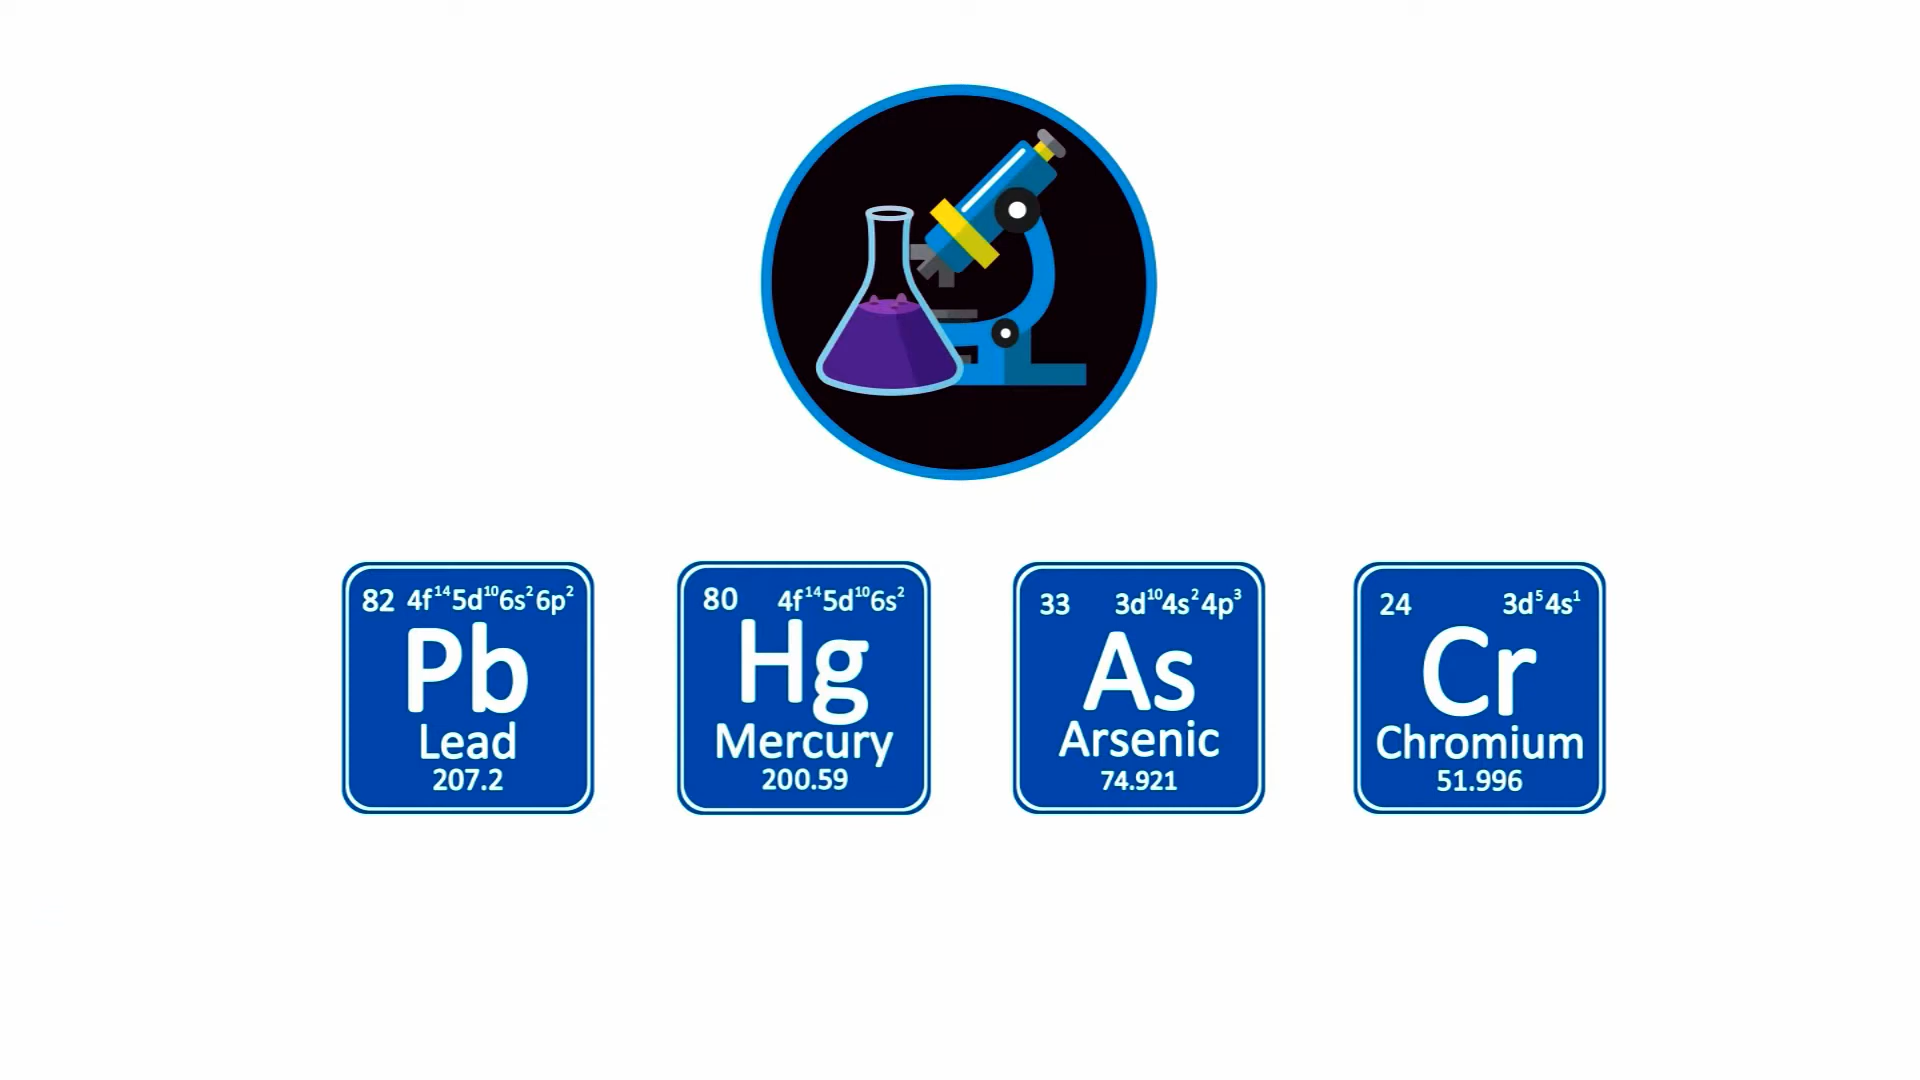 82 4f¹⁴5d¹⁰6s²6p²
Pb
Lead
207.2
80 4f¹⁴5d¹⁰6s²
Hg
Mercury
200.59
33 3d¹⁰4s²4p³
As
Arsenic
74.921
24 3d⁵4s¹
Cr
Chromium
51.996